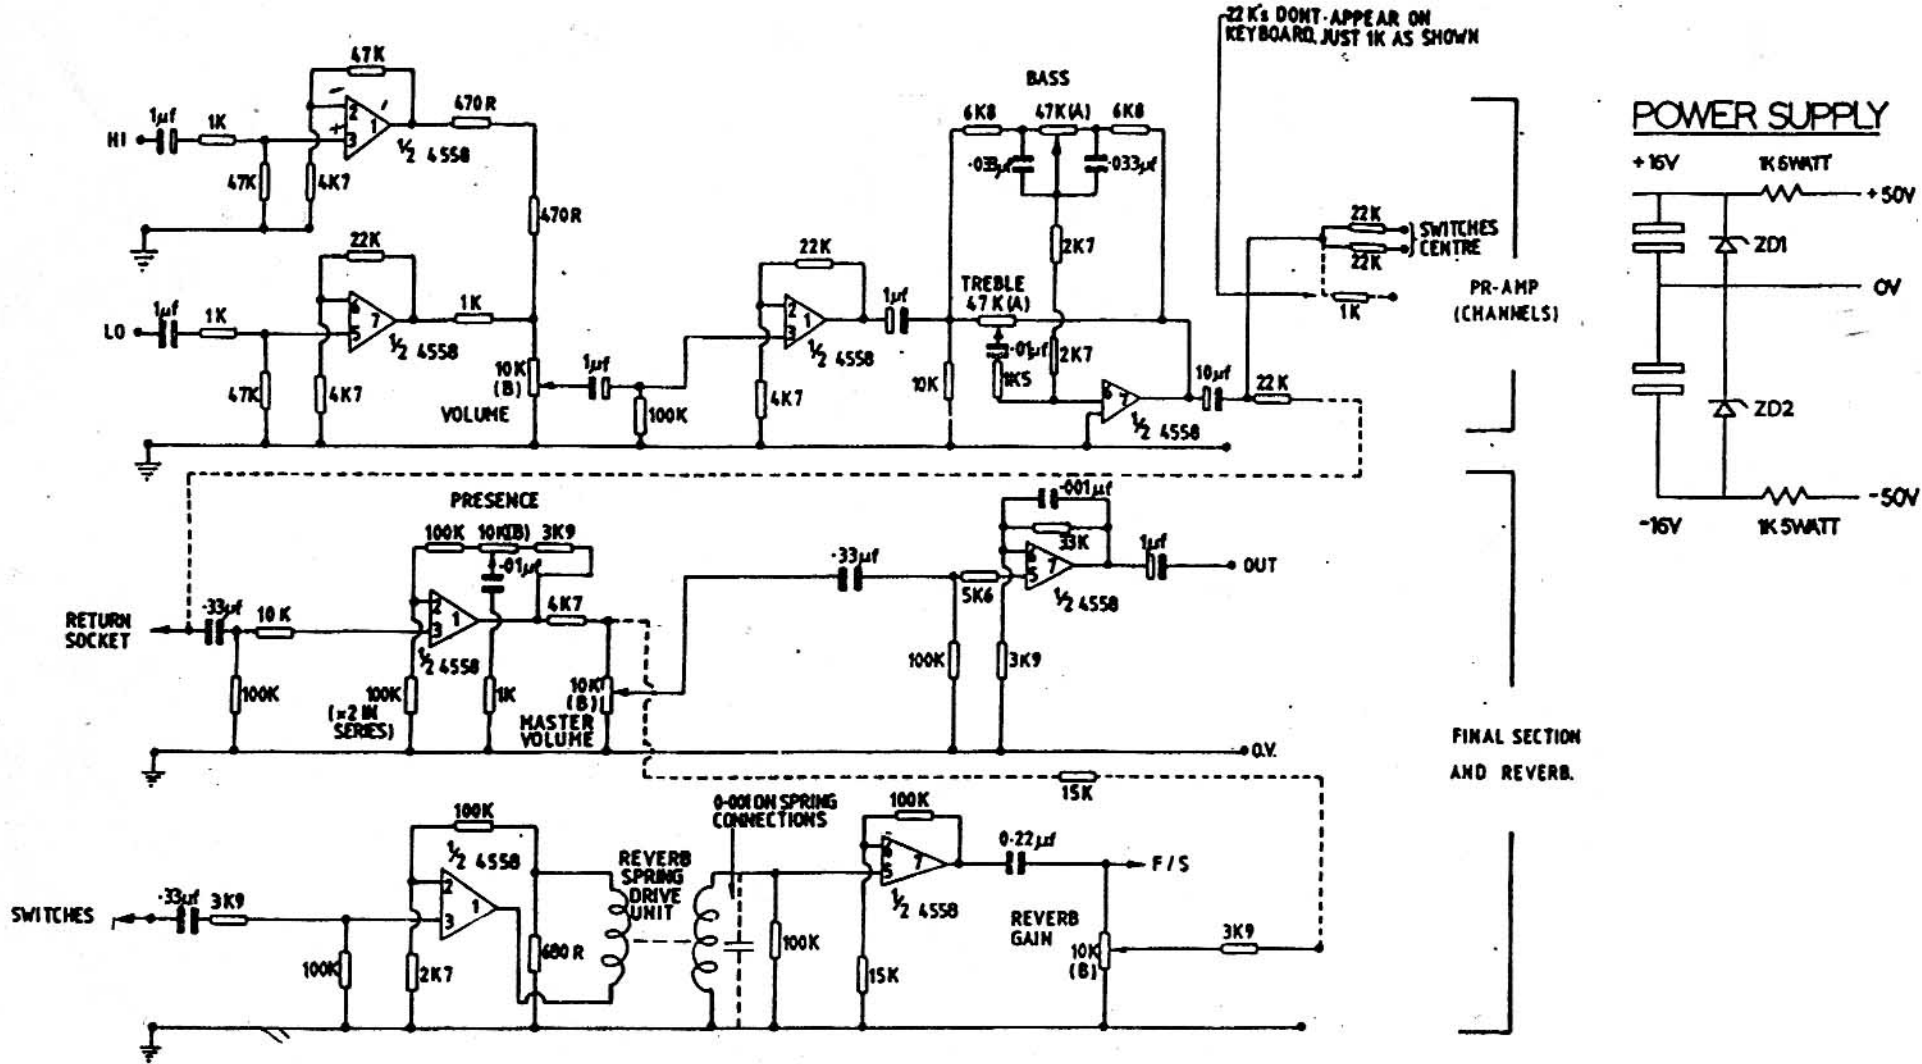 22K's DONT-APPEAR ON
KEYBOARD, JUST 1K AS SHOWN
47K
HI
1µf
1K
2
3
1
470R
½ 4558
47K
4K7
470R
22K
LO
1µf
1K
6
5
7
1K
½ 4558
47K
4K7
10K
(B)
VOLUME
1µf
100K
22K
2
3
1
½ 4558
4K7
1µf
BASS
6K8
47K(A)
6K8
.033µf
.033µf
2K7
TREBLE
47K(A)
.01µf
1K5
2K7
10K
6
7
½ 4558
10µf
22K
22K
22K
SWITCHES
CENTRE
1K
PR-AMP
(CHANNELS)
POWER SUPPLY
+16V
1K 5WATT
+50V
ZD1
0V
ZD2
-50V
-16V
1K 5WATT
PRESENCE
100K
10K(B)
3K9
.01µf
RETURN
SOCKET
.33µf
10K
2
3
1
4K7
½ 4558
100K
100K
(×2 IN
SERIES)
1K
10K
(B)
MASTER
VOLUME
.33µf
.001µf
33K
5K6
6
5
7
½ 4558
1µf
OUT
100K
3K9
O.V.
FINAL SECTION
AND REVERB.
15K
100K
½ 4558
SWITCHES
.33µf
3K9
2
3
1
100K
2K7
680R
REVERB
SPRING
DRIVE
UNIT
0.001 ON SPRING
CONNECTIONS
100K
100K
6
5
7
½ 4558
15K
0.22µf
F/S
REVERB
GAIN
10K
(B)
3K9